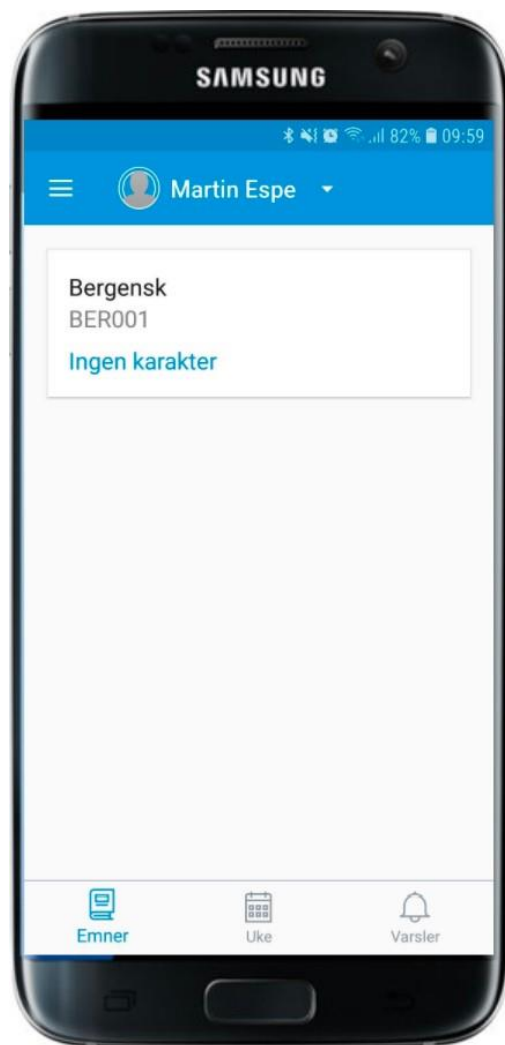 SAMSUNG
82% 09:59
Martin Espe
Bergensk
BER001
Ingen karakter
Emner
Uke
Varsler